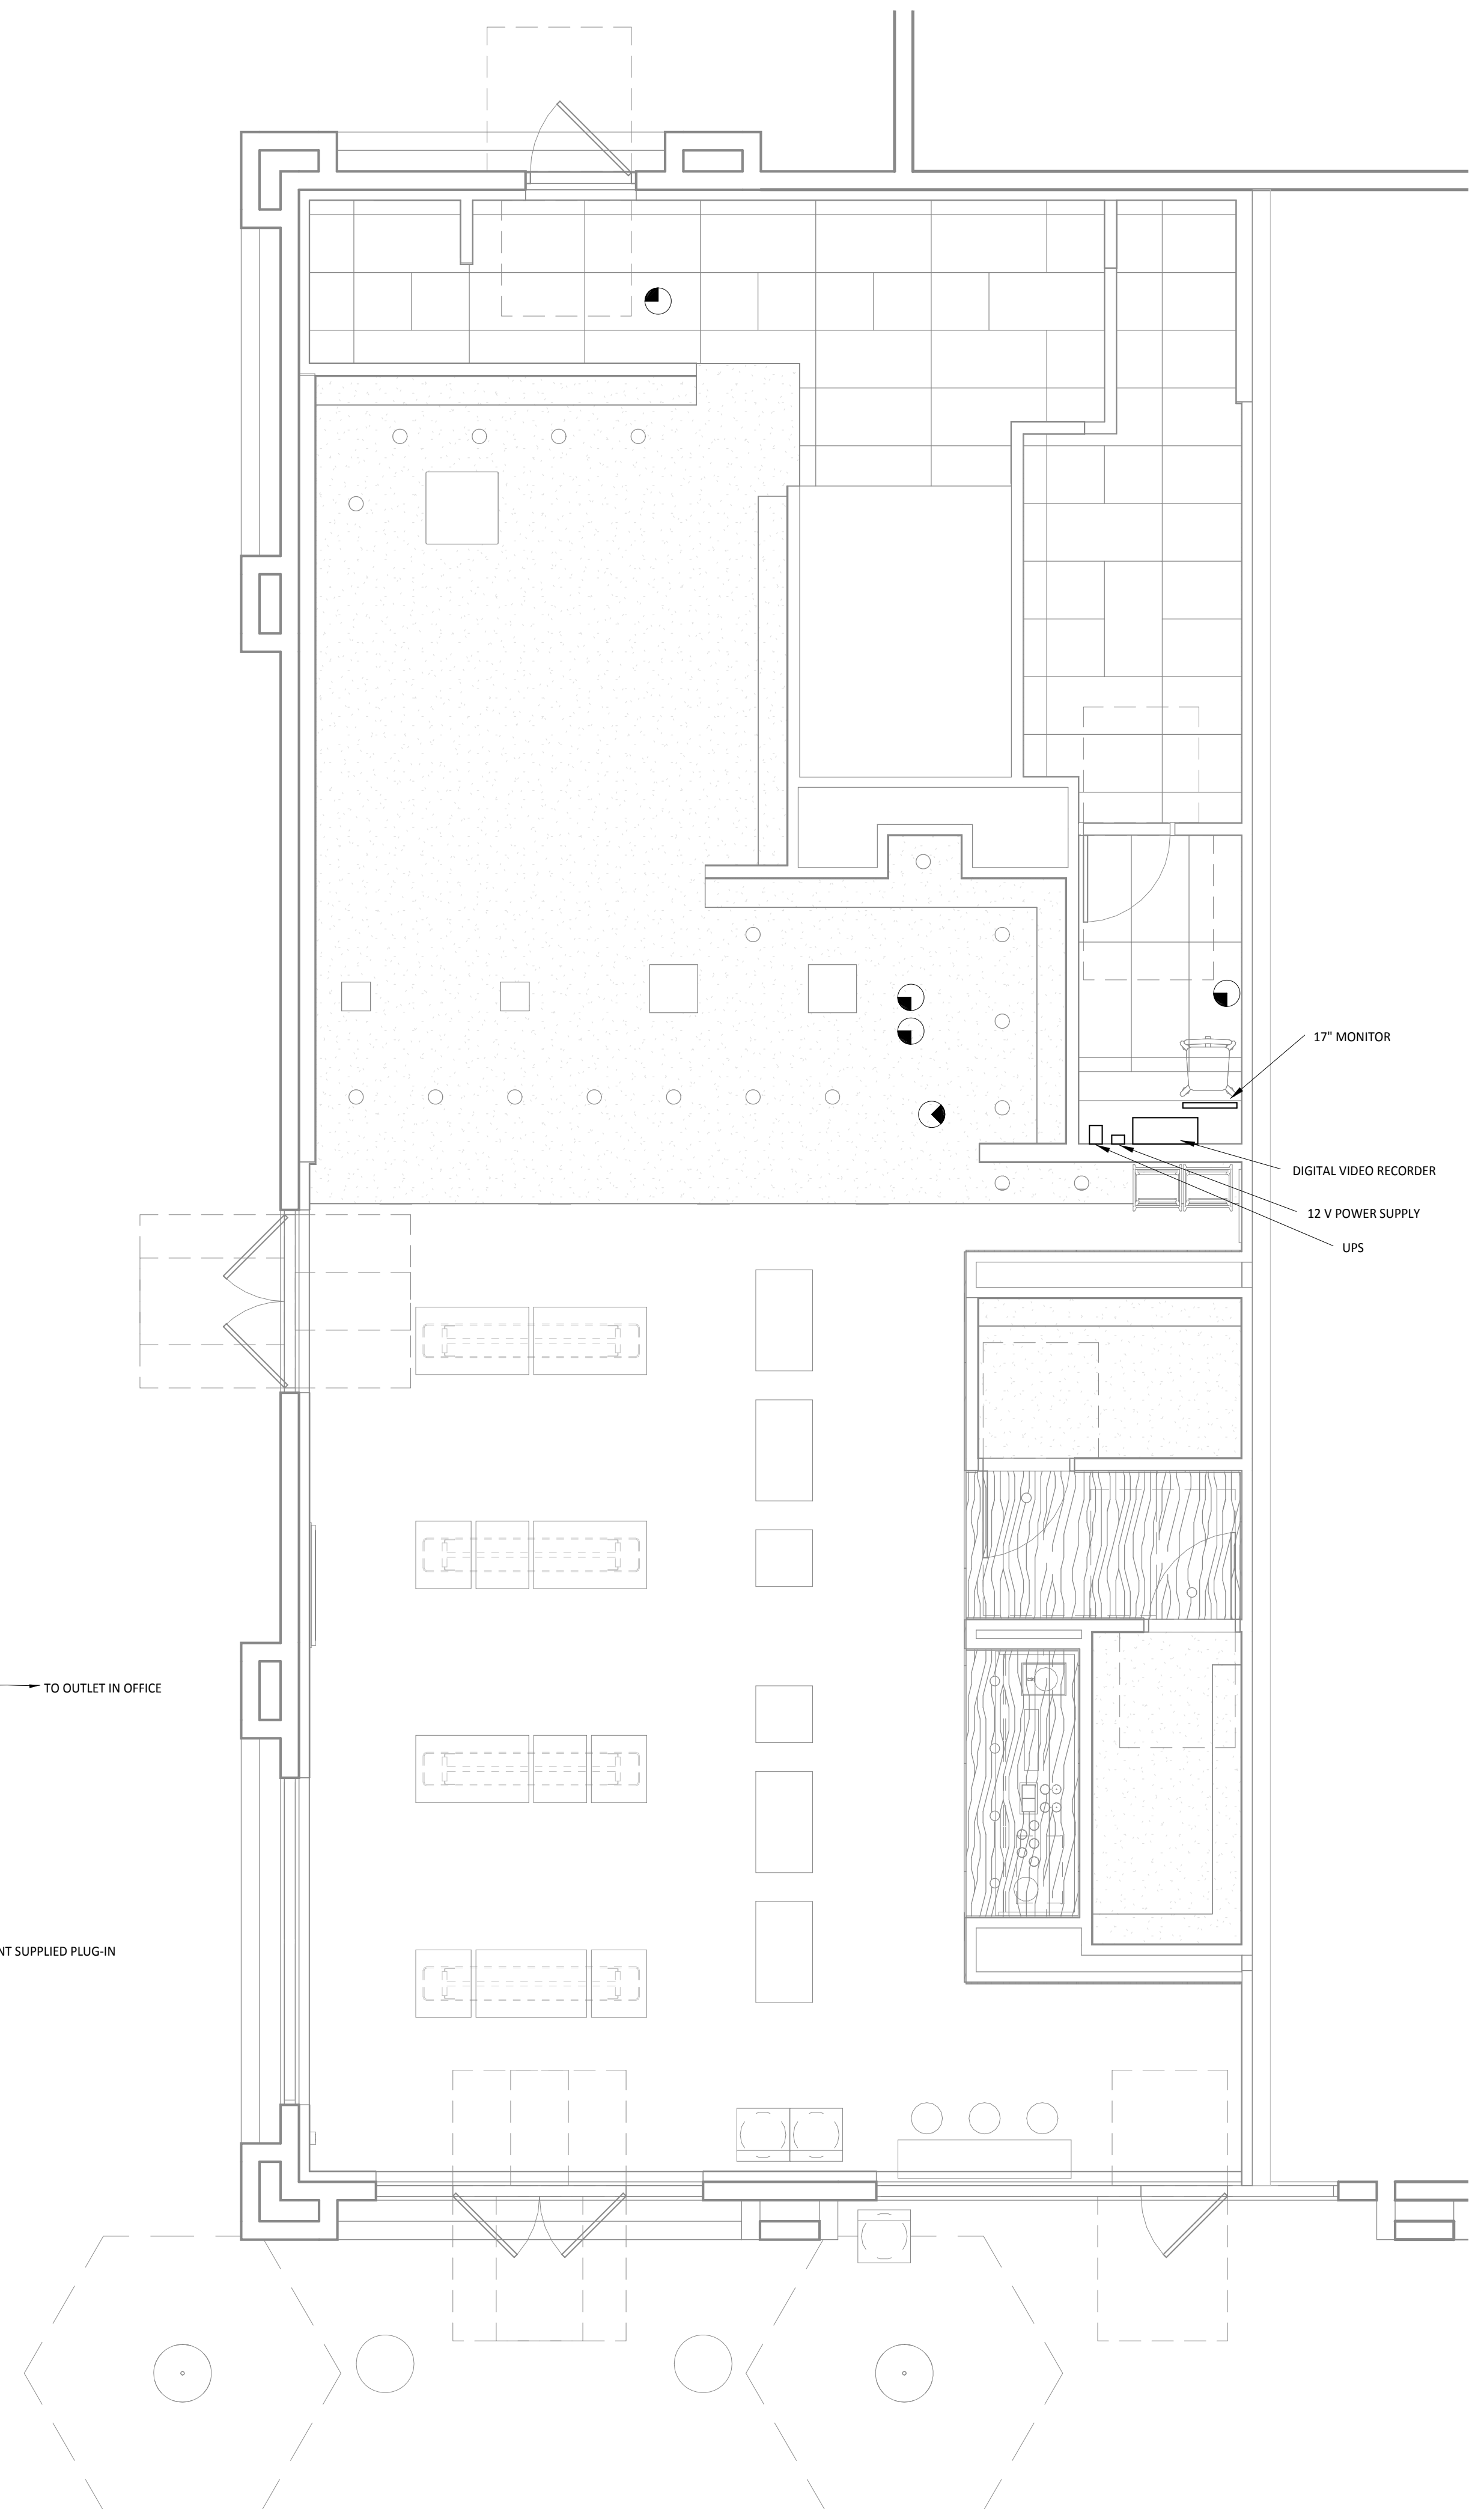 17" MONITOR
DIGITAL VIDEO RECORDER
12 V POWER SUPPLY
UPS
TO OUTLET IN OFFICE
NT SUPPLIED PLUG-IN